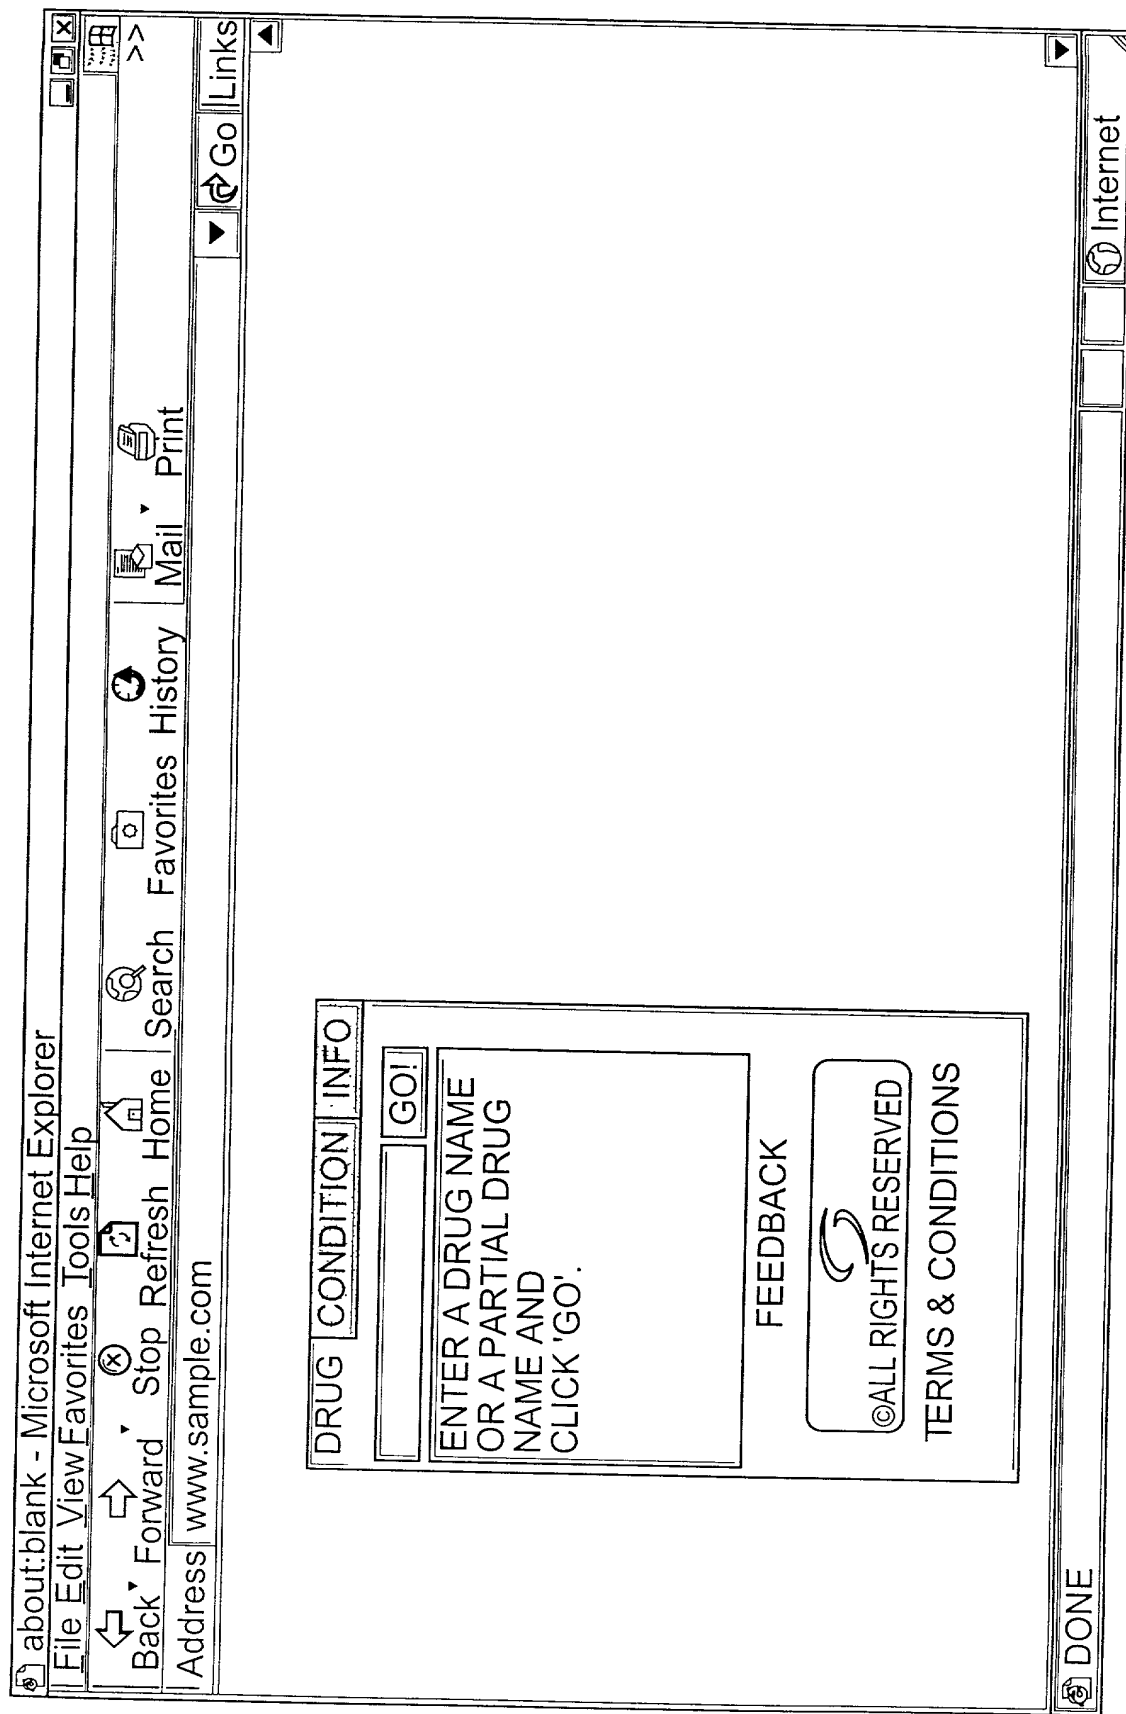 about:blank - Microsoft Internet Explorer
File Edit View Favorites Tools Help
>>
Back Forward Stop Refresh Home Search Favorites History Mail Print
Address www.sample.com Go Links
DRUG CONDITION INFO
GO!
ENTER A DRUG NAME
OR A PARTIAL DRUG
NAME AND
CLICK 'GO'.
FEEDBACK
©ALL RIGHTS RESERVED
TERMS & CONDITIONS
DONE Internet